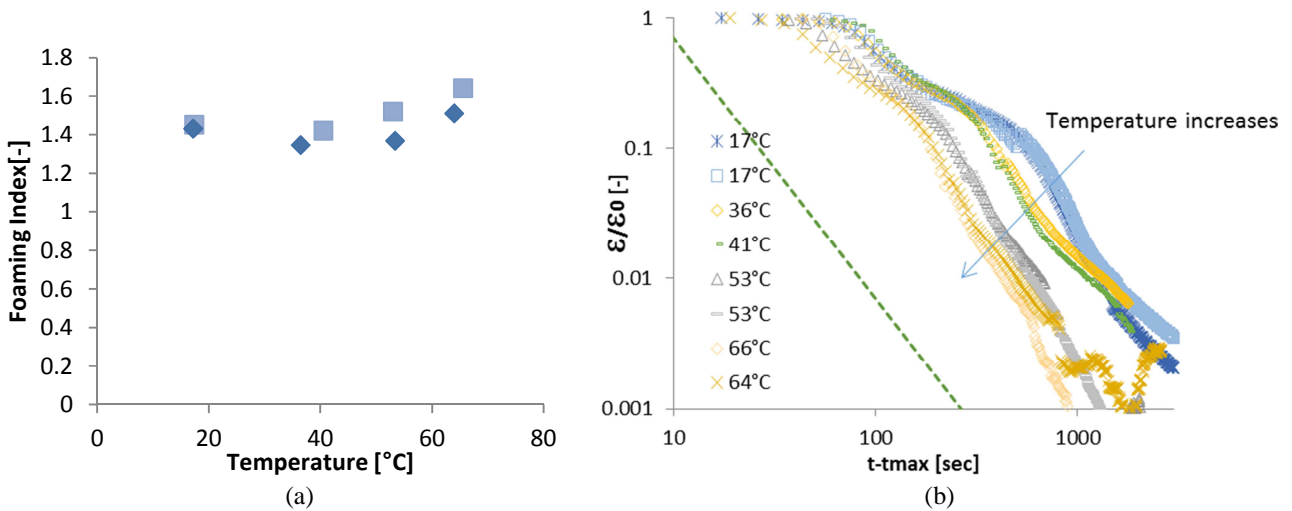 1.8
1.6
1.4
1.2
1
0.8
0.6
0.4
0.2
0
Foaming Index[-]
0 20 40 60 80
Temperature [°C]
(a)
1
0.1
0.01
0.001
ε/ε0 [-]
Temperature increases
17°C
17°C
36°C
41°C
53°C
53°C
66°C
64°C
10 100 1000
t-tmax [sec]
(b)